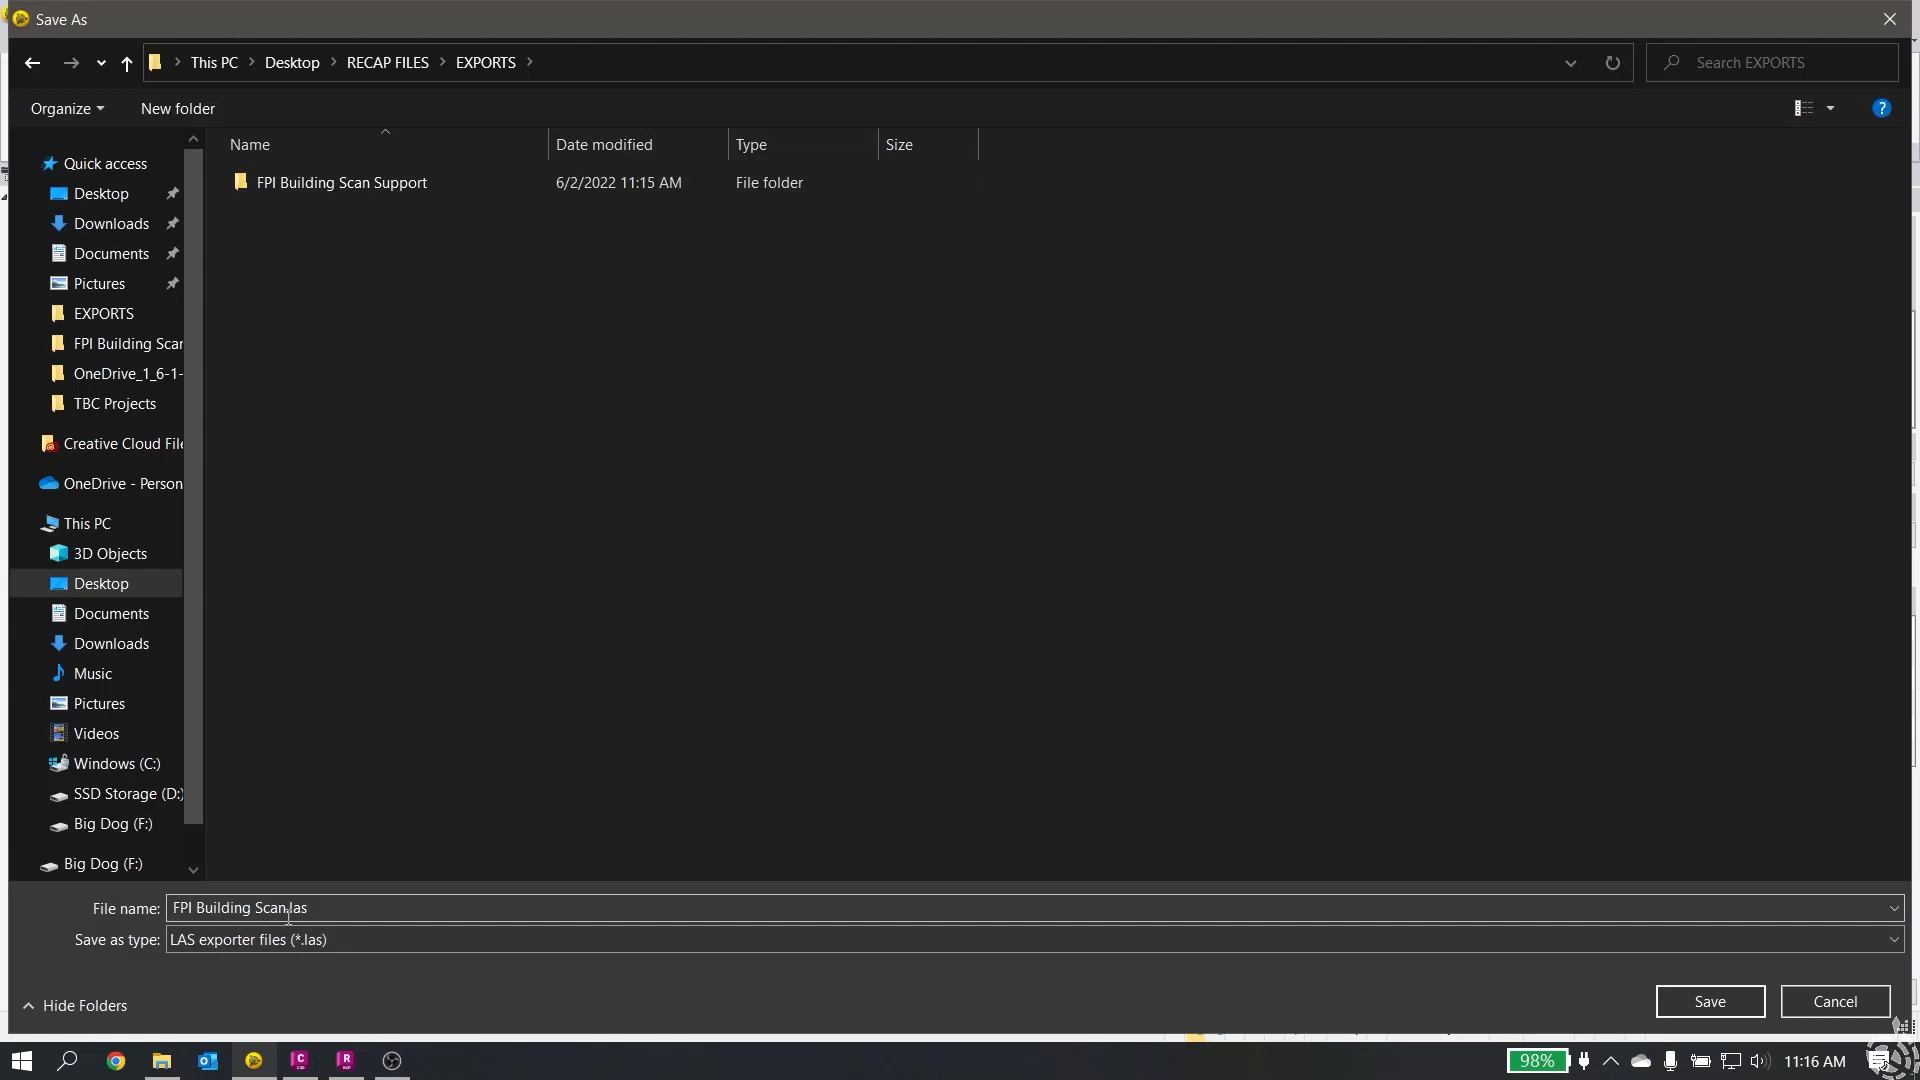 Save As
This PC
Desktop
RECAP FILES
EXPORTS
Search EXPORTS
Organize
New folder
?
Name
Date modified
Type
Size
FPI Building Scan Support
6/2/2022 11:15 AM
File folder
Quick access
Desktop
Downloads
Documents
Pictures
EXPORTS
FPI Building Scan
OneDrive_1_6-1-
TBC Projects
Creative Cloud File
OneDrive - Person
This PC
3D Objects
Desktop
Documents
Downloads
Music
Pictures
Videos
Windows (C:)
SSD Storage (D:)
Big Dog (F:)
Big Dog (F:)
File name: FPI Building Scan.las
Save as type: LAS exporter files (*.las)
Hide Folders
Save
Cancel
C
R
98%
11:16 AM